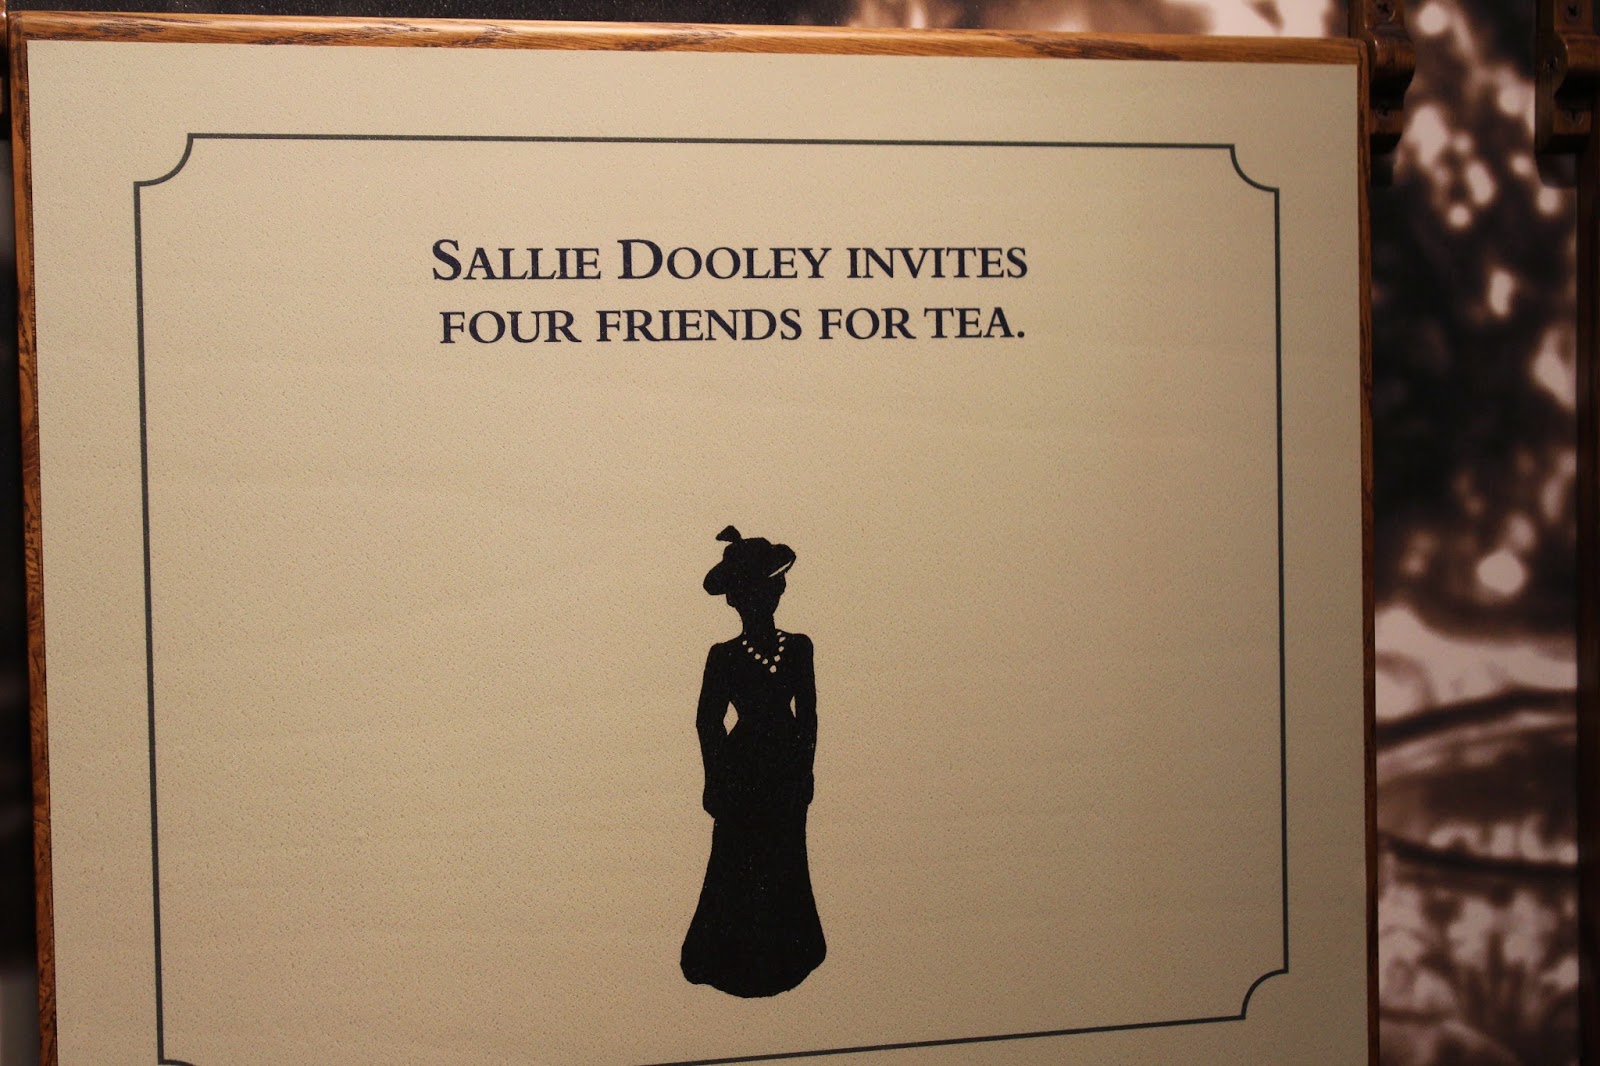 SALLIE DOOLEY INVITES
FOUR FRIENDS FOR TEA.